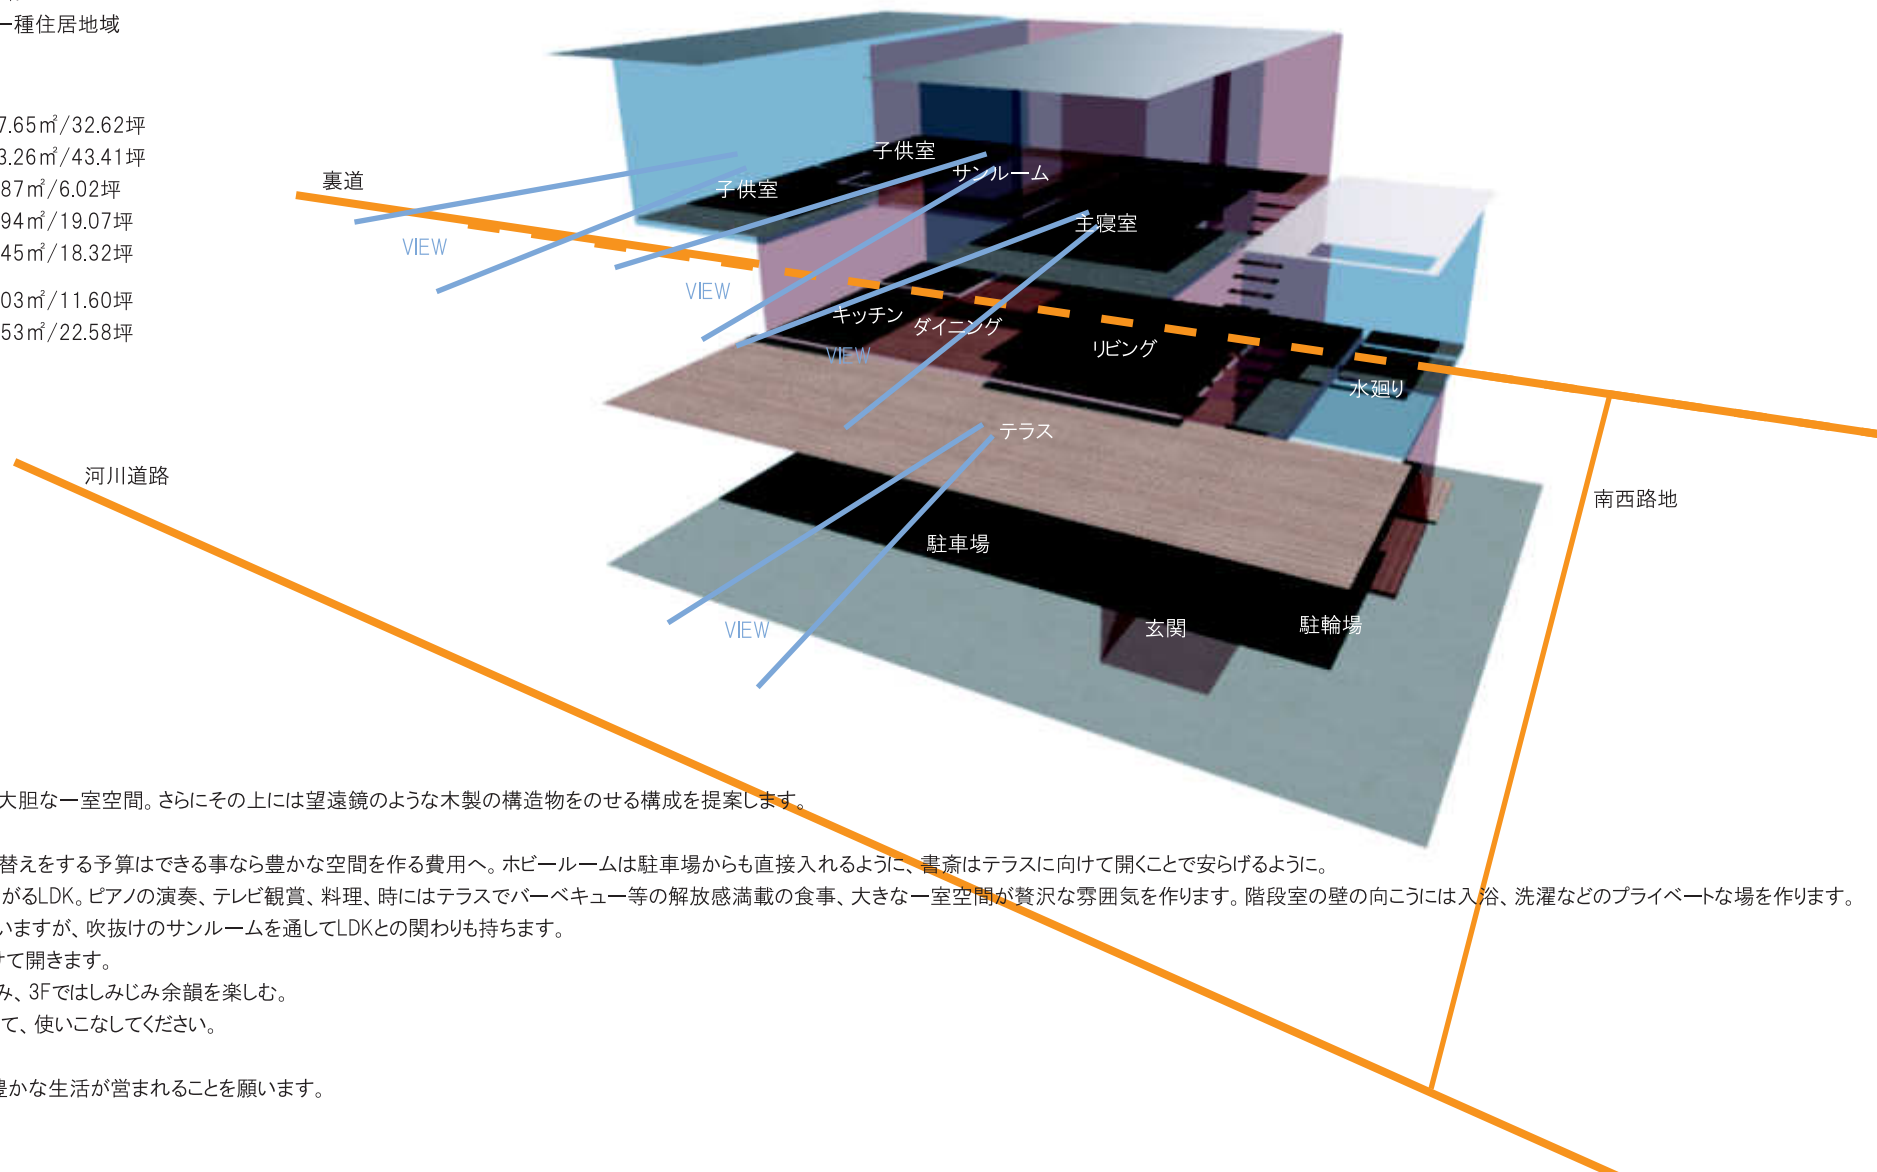 一種住居地域
7.65㎡/32.62坪
3.26㎡/43.41坪
87㎡/6.02坪
94㎡/19.07坪
45㎡/18.32坪
03㎡/11.60坪
53㎡/22.58坪
裏道
子供室
子供室
サンルーム
主寝室
VIEW
VIEW
VIEW
キッチン
ダイニング
リビング
水廻り
テラス
河川道路
南西路地
駐車場
VIEW
玄関
駐輪場
大胆な一室空間。さらにその上には望遠鏡のような木製の構造物をのせる構成を提案します。
替えをする予算はできる事なら豊かな空間を作る費用へ。ホビールームは駐車場からも直接入れるように、書斎はテラスに向けて開くことで安らげるように。
がるLDK。ピアノの演奏、テレビ観賞、料理、時にはテラスでバーベキュー等の解放感満載の食事、大きな一室空間が贅沢な雰囲気を作ります。階段室の壁の向こうには入浴、洗濯などのプライベートな場を作ります。
いますが、吹抜けのサンルームを通してLDKとの関わりも持ちます。
けて開きます。
み、3Fではしみじみ余韻を楽しむ。
て、使いこなしてください。
豊かな生活が営まれることを願います。